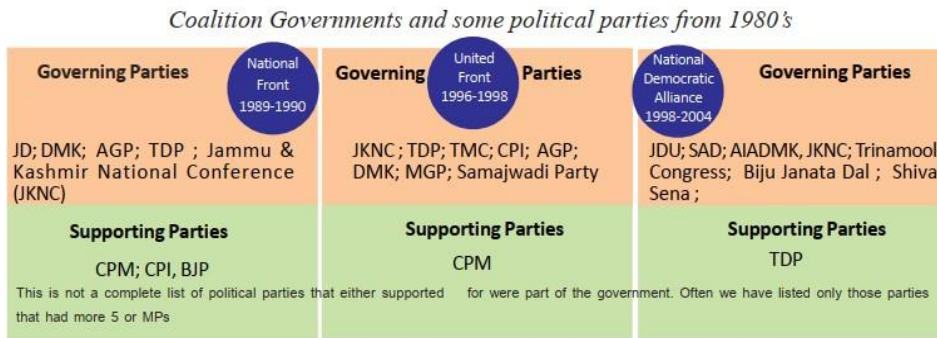 Coalition Governments and some political parties from 1980's
Governing Parties
National
Front
1989-1990
JD; DMK; AGP; TDP ; Jammu &
Kashmir National Conference
(JKNC)
Supporting Parties
CPM; CPI, BJP
Governing Parties
United
Front
1996-1998
JKNC ; TDP; TMC; CPI; AGP;
DMK; MGP; Samajwadi Party
Supporting Parties
CPM
National
Democratic
Alliance
1998-2004
Governing Parties
JDU; SAD; AIADMK, JKNC; Trinamool
Congress; Biju Janata Dal ; Shiva
Sena ;
Supporting Parties
TDP
This is not a complete list of political parties that either supported for were part of the government. Often we have listed only those parties
that had more 5 or MPs